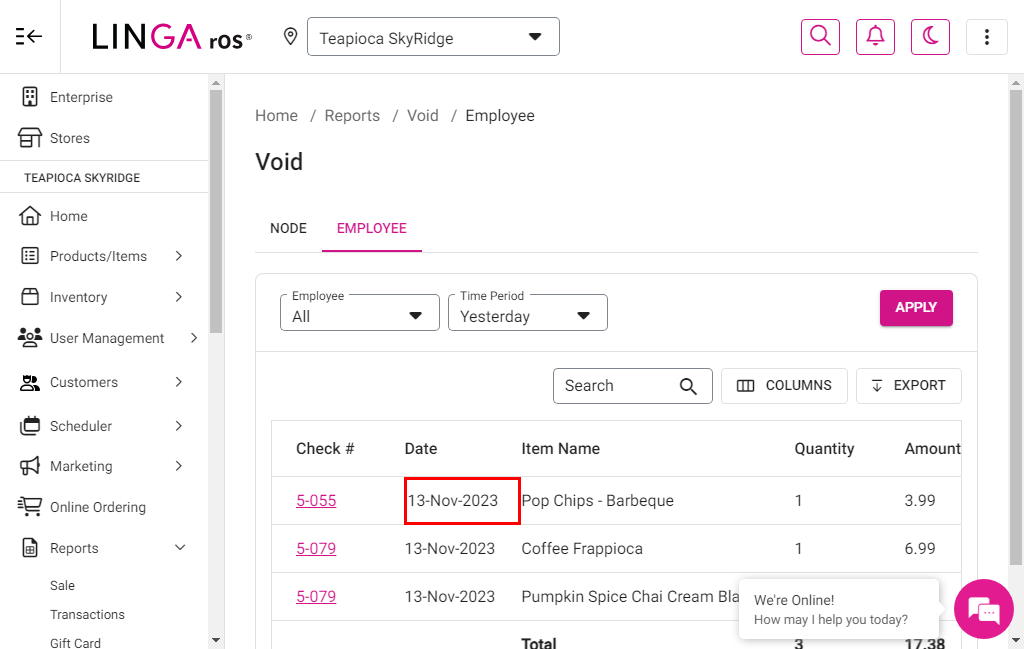 LINGA ros®
Teapioca SkyRidge
Enterprise
Stores
TEAPIOCA SKYRIDGE
Home
Products/Items
Inventory
User Management
Customers
Scheduler
Marketing
Online Ordering
Reports
Sale
Transactions
Gift Card
Home / Reports / Void / Employee
Void
NODE EMPLOYEE
Employee
All
Time Period
Yesterday
APPLY
Search
COLUMNS
EXPORT
Check # Date Item Name Quantity Amount
5-055 13-Nov-2023 Pop Chips - Barbeque 1 3.99
5-079 13-Nov-2023 Coffee Frappioca 1 6.99
5-079 13-Nov-2023 Pumpkin Spice Chai Cream
Total 3 17.38
We're Online!
How may I help you today?